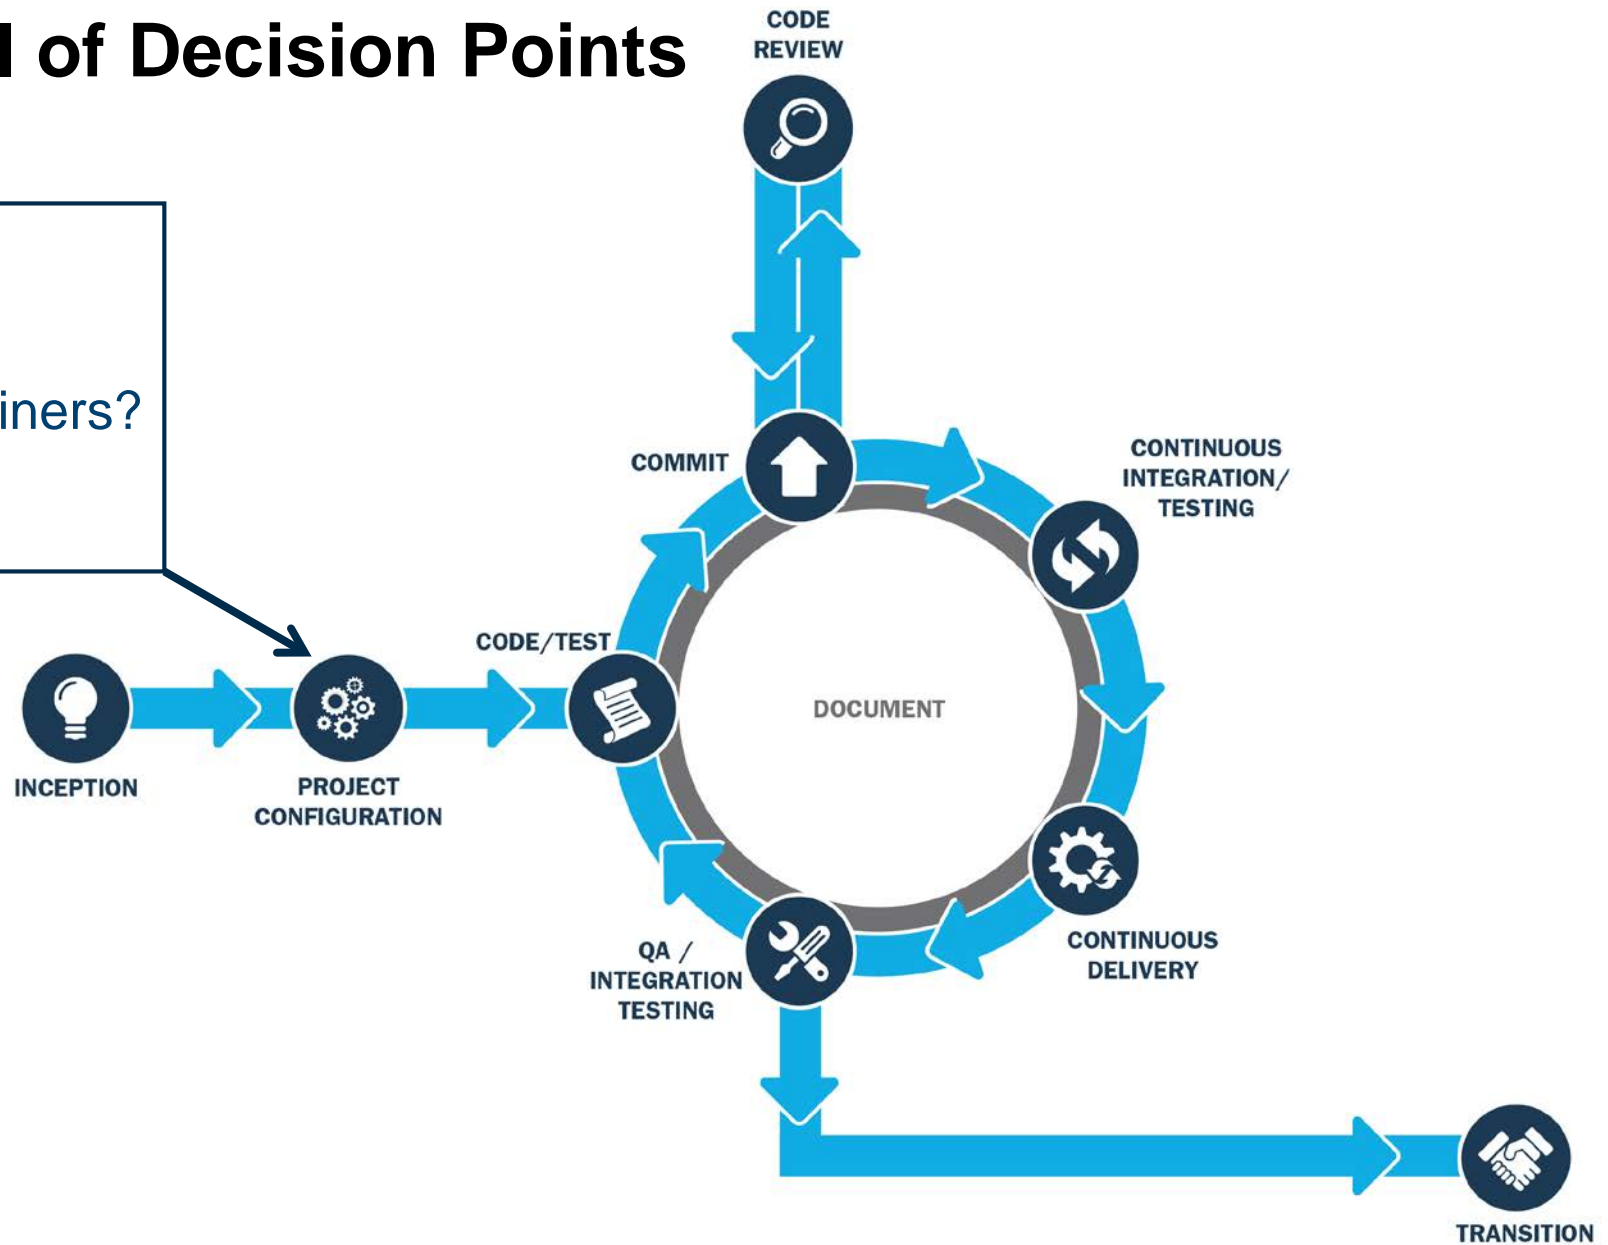 of Decision Points
CODE
REVIEW
iners?
COMMIT
CONTINUOUS
INTEGRATION/
TESTING
CODE/TEST
DOCUMENT
INCEPTION
PROJECT
CONFIGURATION
QA /
INTEGRATION
TESTING
CONTINUOUS
DELIVERY
TRANSITION